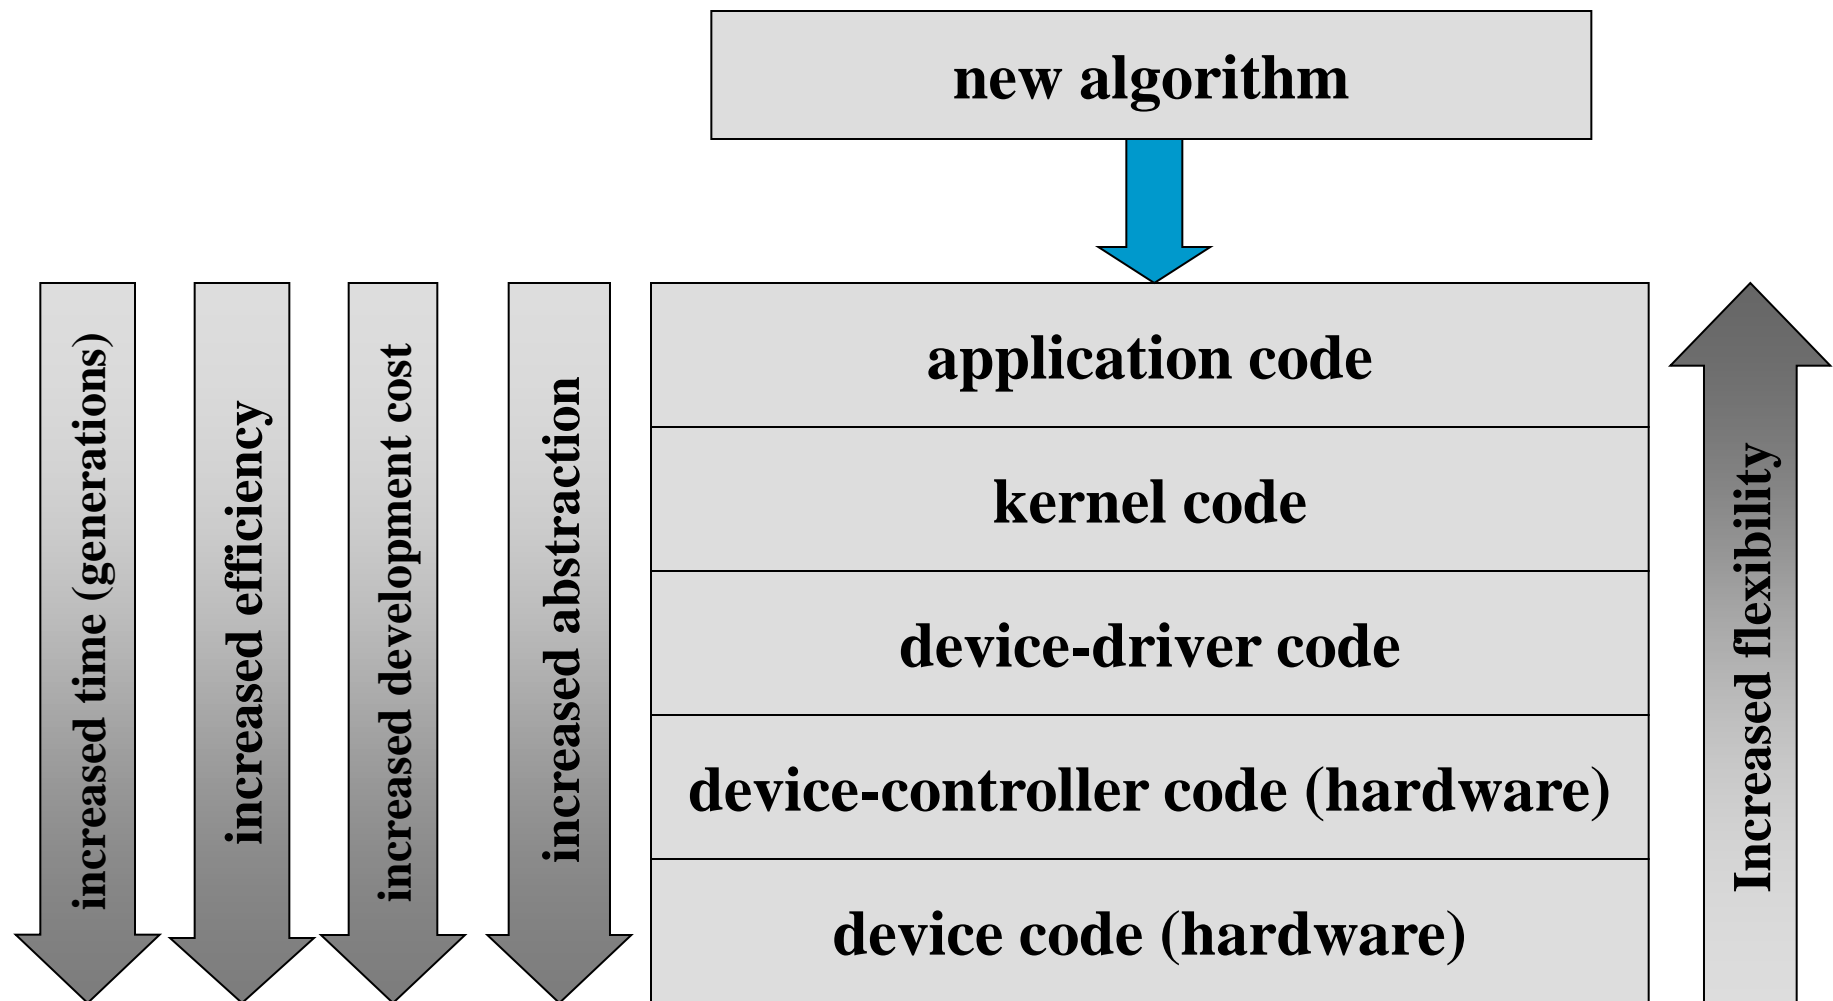 new algorithm
increased time (generations)
increased efficiency
increased development cost
increased abstraction
application code
kernel code
device-driver code
device-controller code (hardware)
device code (hardware)
Increased flexibility